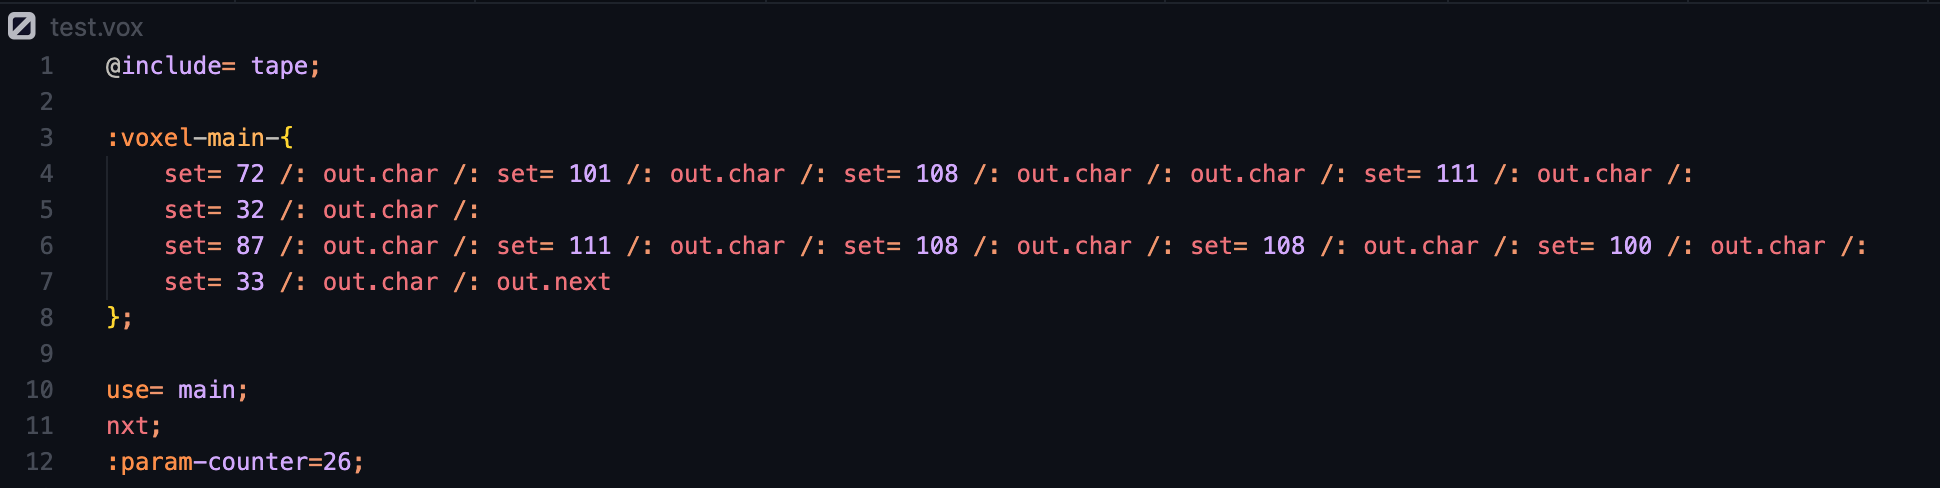 test.vox
1 @include= tape;
2
3 :voxel-main-{
4 set= 72 /: out.char /: set= 101 /: out.char /: set= 108 /: out.char /: out.char /: set= 111 /: out.char /:
5 set= 32 /: out.char /:
6 set= 87 /: out.char /: set= 111 /: out.char /: set= 108 /: out.char /: set= 108 /: out.char /: set= 100 /: out.char /:
7 set= 33 /: out.char /: out.next
8 };
9
10 use= main;
11 nxt;
12 :param-counter=26;